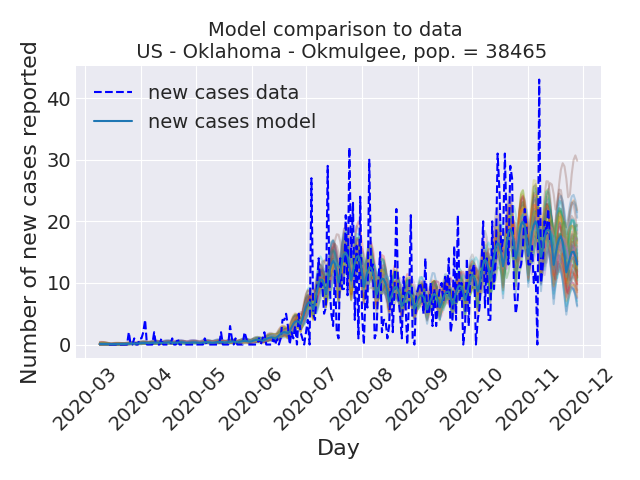 Model comparison to data
US - Oklahoma - Okmulgee, pop. = 38465
Number of new cases reported
40
30
20
10
0
new cases data
new cases model
2020-03
2020-04
2020-05
2020-06
2020-07
2020-08
2020-09
2020-10
2020-11
2020-12
Day